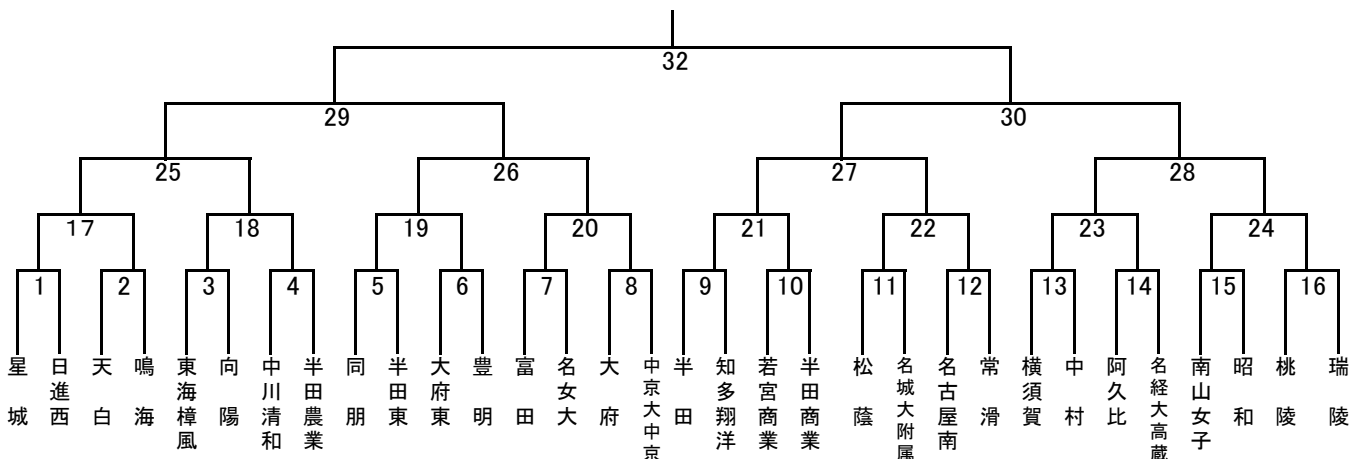 32
29
30
25
26
27
28
17
18
19
20
21
22
23
24
1
2
3
4
5
6
7
8
9
10
11
12
13
14
15
16
星城
日進西
天白
鳴海
東海樟風
向陽
中川清和
半田農業
同朋
半田東
大府東
豊明
富田
名女大
大府
中京大中京
半田
知多翔洋
若宮商業
半田商業
松蔭
名城大附属
名古屋南
常滑
横須賀
中村
阿久比
名経大高蔵
南山女子
昭和
桃陵
瑞陵